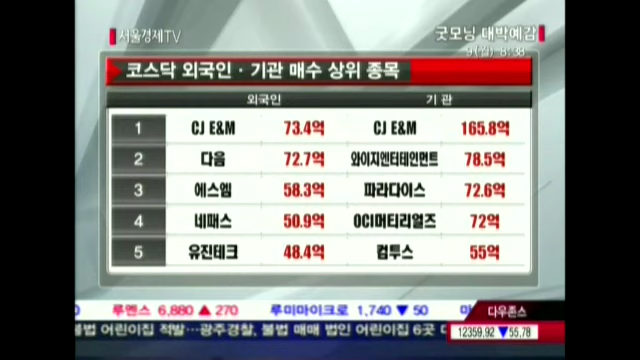 서울경제TV
굿모닝 대박예감
9(월) 8:38
코스닥 외국인 · 기관 매수 상위 종목
외국인 기 관
1 CJ E&M 73.4억 CJ E&M 165.8억
2 다음 72.7억 와이지엔터테인먼트 78.5억
3 에스엠 58.3억 파라다이스 72.6억
4 네패스 50.9억 OCI머티리얼즈 72억
5 유진테크 48.4억 컴투스 55억
루멘스 6,880 ▲ 270 루미마이크로 1,740 ▼ 50
다우존스
불법 어린이집 적발…광주경찰, 불법 매매 법인 어린이집 6곳
12359.92 ▼55.78